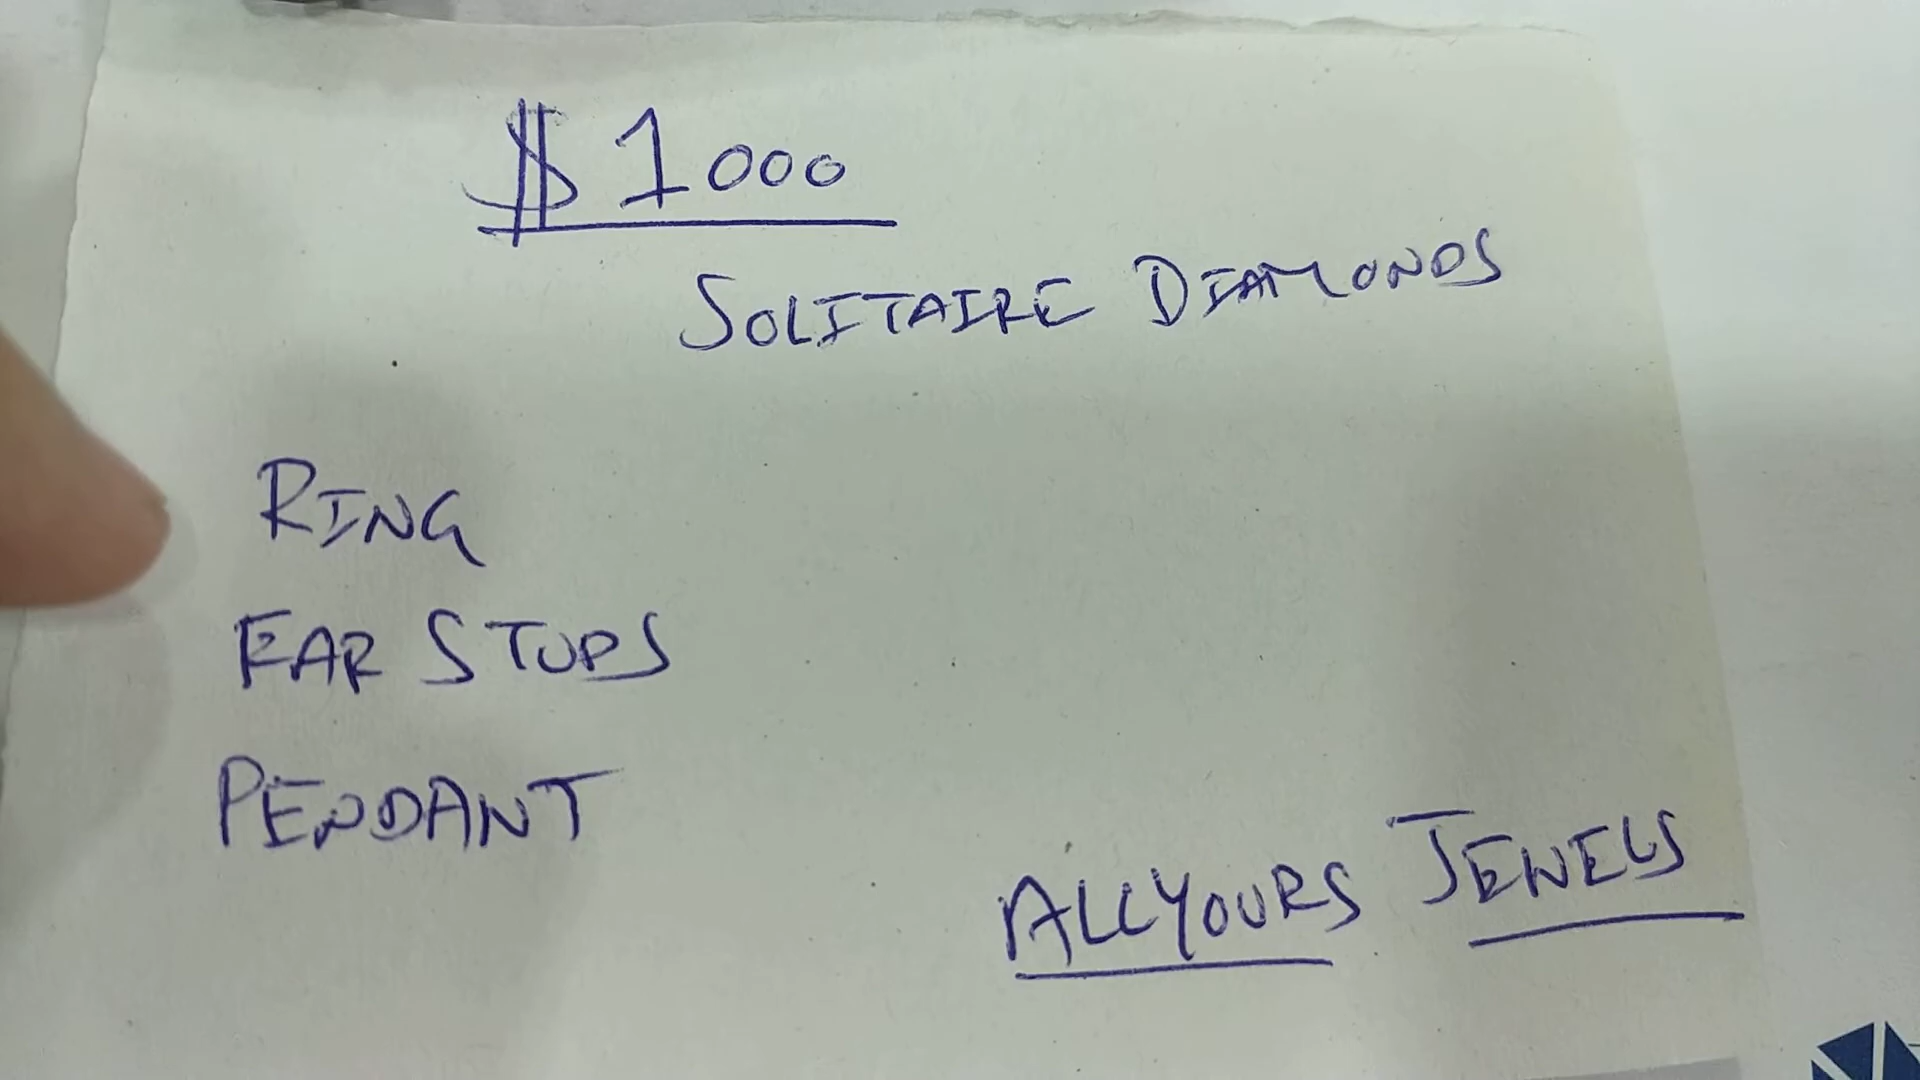 $1000
SOLITAIRE DIAMONDS
RING
EAR STUDS
PENDANT
ALLYOURS JEWELS